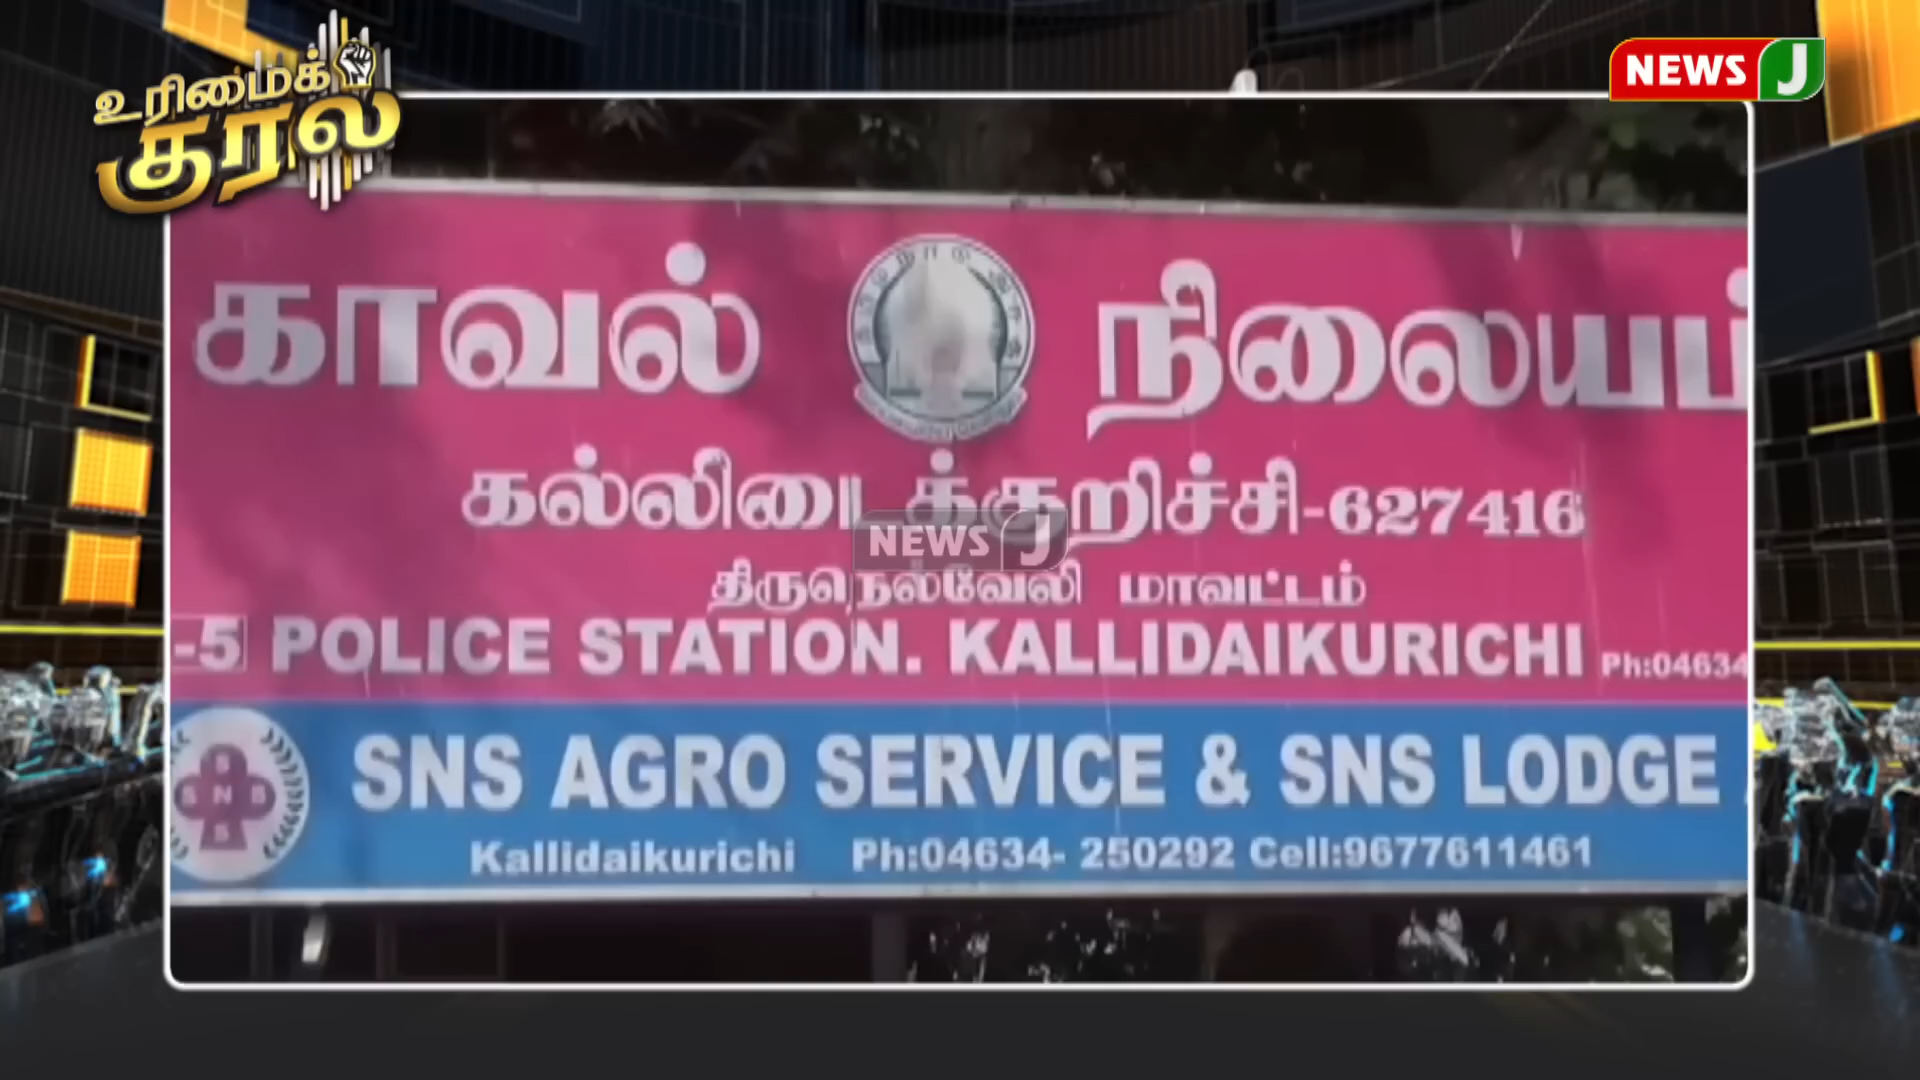 உரிமைக்
குரல்
NEWS J
காவல் நிலையம்
கல்லிடைக்குறிச்சி-627416
NEWS J
திருநெல்வேலி மாவட்டம்
-5 POLICE STATION. KALLIDAIKURICHI Ph:04634
SNS AGRO SERVICE & SNS LODGE
Kallidaikurichi Ph:04634- 250292 Cell:9677611461